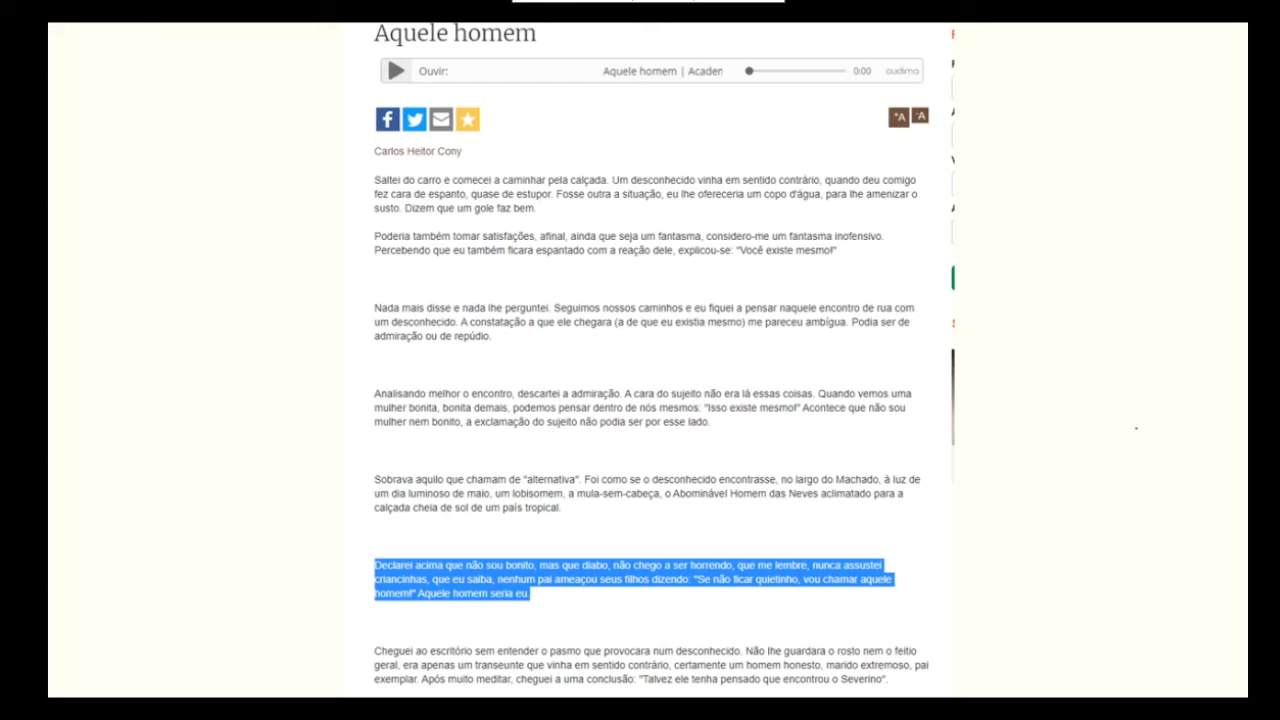 Aquele homem
Ouvir: Aquele homem | Acader 0:00 audima
+A -A
Carlos Heitor Cony
Saltei do carro e comecei a caminhar pela calçada. Um desconhecido vinha em sentido contrário, quando deu comigo
fez cara de espanto, quase de estupor. Fosse outra a situação, eu lhe ofereceria um copo d'água, para lhe amenizar o
susto. Dizem que um gole faz bem.
Poderia também tomar satisfações, afinal, ainda que seja um fantasma, considero-me um fantasma inofensivo.
Percebendo que eu também ficara espantado com a reação dele, explicou-se: "Você existe mesmo!"
Nada mais disse e nada lhe perguntei. Seguimos nossos caminhos e eu fiquei a pensar naquele encontro de rua com
um desconhecido. A constatação a que ele chegara (a de que eu existia mesmo) me pareceu ambígua. Podia ser de
admiração ou de repúdio.
Analisando melhor o encontro, descartei a admiração. A cara do sujeito não era lá essas coisas. Quando vemos uma
mulher bonita, bonita demais, podemos pensar dentro de nós mesmos: "Isso existe mesmo!" Acontece que não sou
mulher nem bonito, a exclamação do sujeito não podia ser por esse lado.
Sobrava aquilo que chamam de "alternativa". Foi como se o desconhecido encontrasse, no largo do Machado, à luz de
um dia luminoso de maio, um lobisomem, a mula-sem-cabeça, o Abominável Homem das Neves aclimatado para a
calçada cheia de sol de um país tropical.
Declarei acima que não sou bonito, mas que diabo, não chego a ser horrendo, que me lembre, nunca assustei
criancinhas, que eu saiba, nenhum pai ameaçou seus filhos dizendo: "Se não ficar quietinho, vou chamar aquele
homem!" Aquele homem seria eu.
Cheguei ao escritório sem entender o pasmo que provocara num desconhecido. Não lhe guardara o rosto nem o feitio
geral, era apenas um transeunte que vinha em sentido contrário, certamente um homem honesto, marido extremoso, pai
exemplar. Após muito meditar, cheguei a uma conclusão: "Talvez ele tenha pensado que encontrou o Severino".